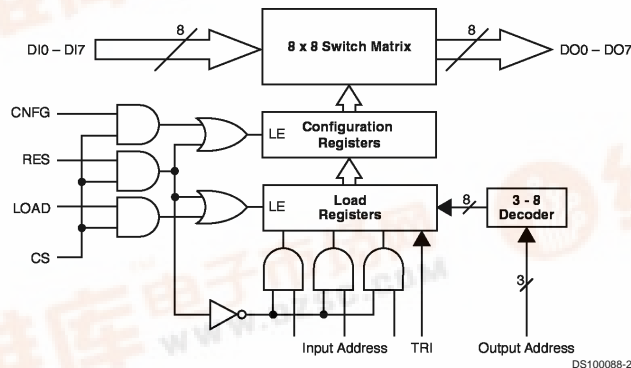 DI0 – DI7
8
8 x 8 Switch Matrix
8
DO0 – DO7
CNFG
RES
LOAD
CS
LE
Configuration
Registers
LE
Load
Registers
8
3 - 8
Decoder
3
Input Address
TRI
Output Address
DS100088-2